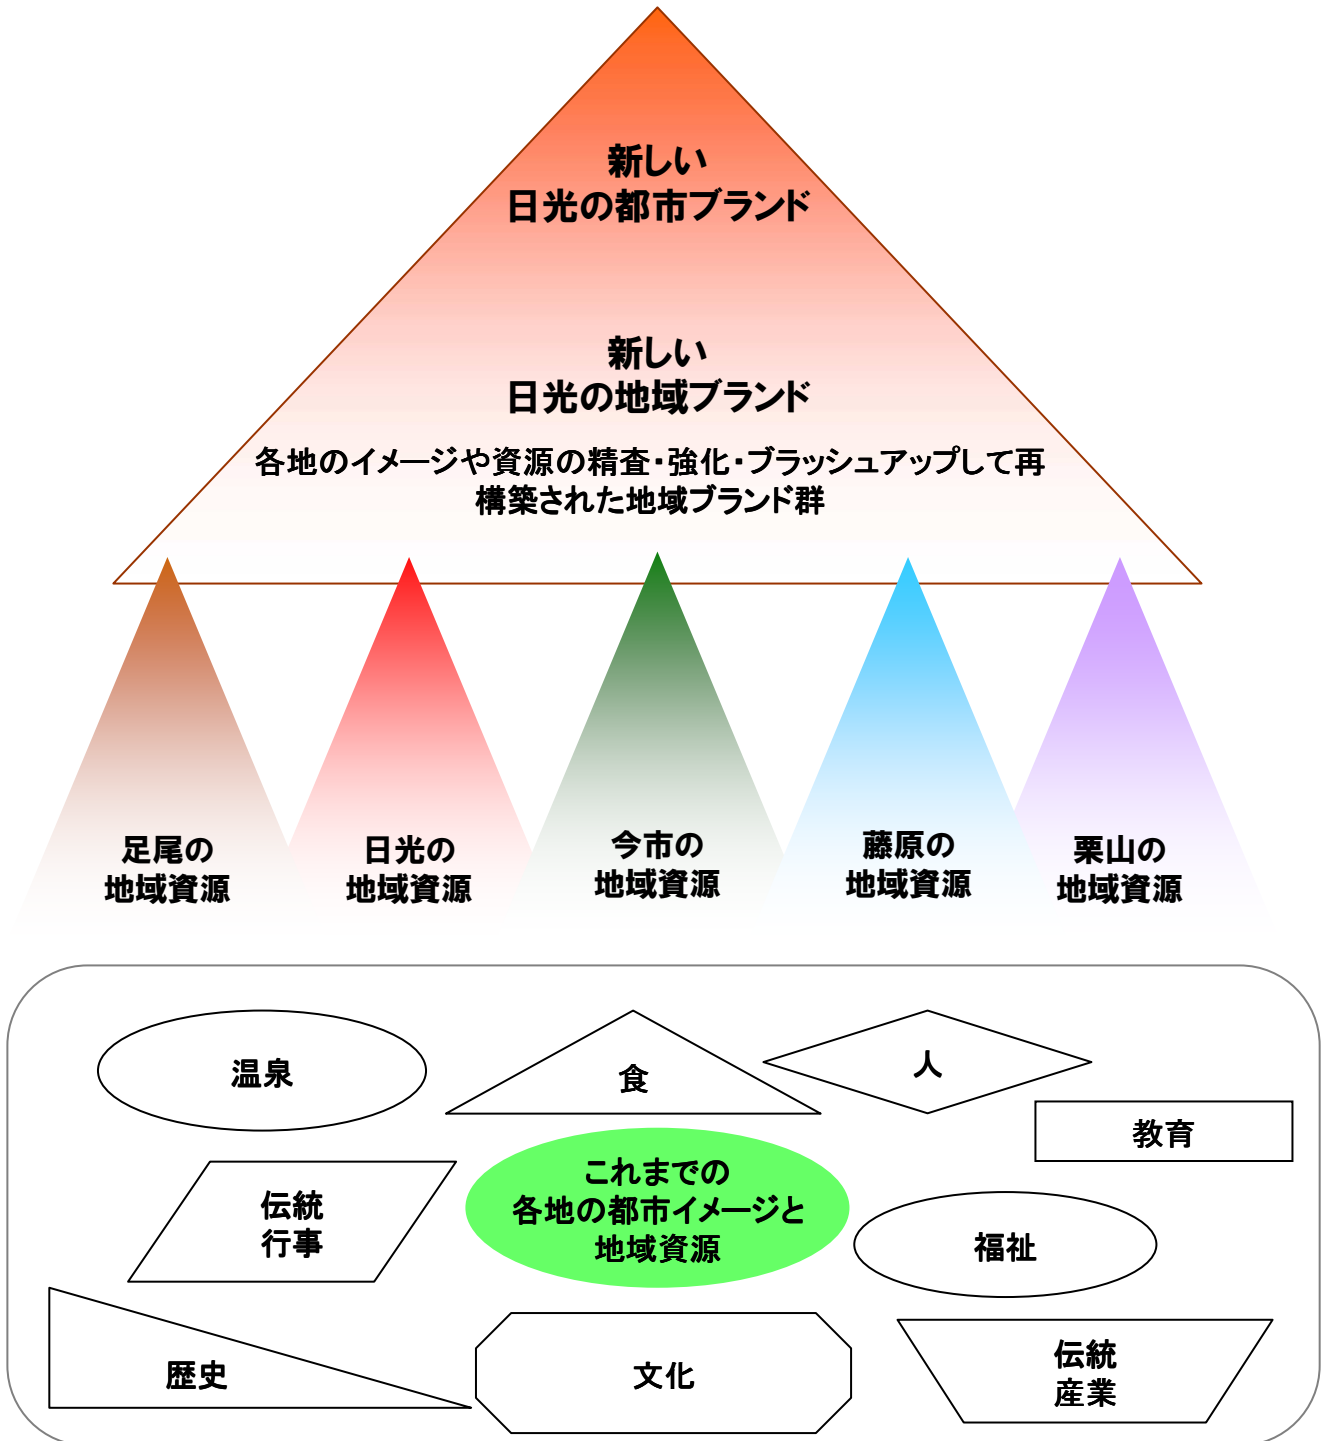 新しい
日光の都市ブランド
新しい
日光の地域ブランド
各地のイメージや資源の精査・強化・ブラッシュアップして再
構築された地域ブランド群
足尾の
地域資源
日光の
地域資源
今市の
地域資源
藤原の
地域資源
栗山の
地域資源
温泉
食
人
教育
伝統
行事
これまでの
各地の都市イメージと
地域資源
福祉
歴史
文化
伝統
産業